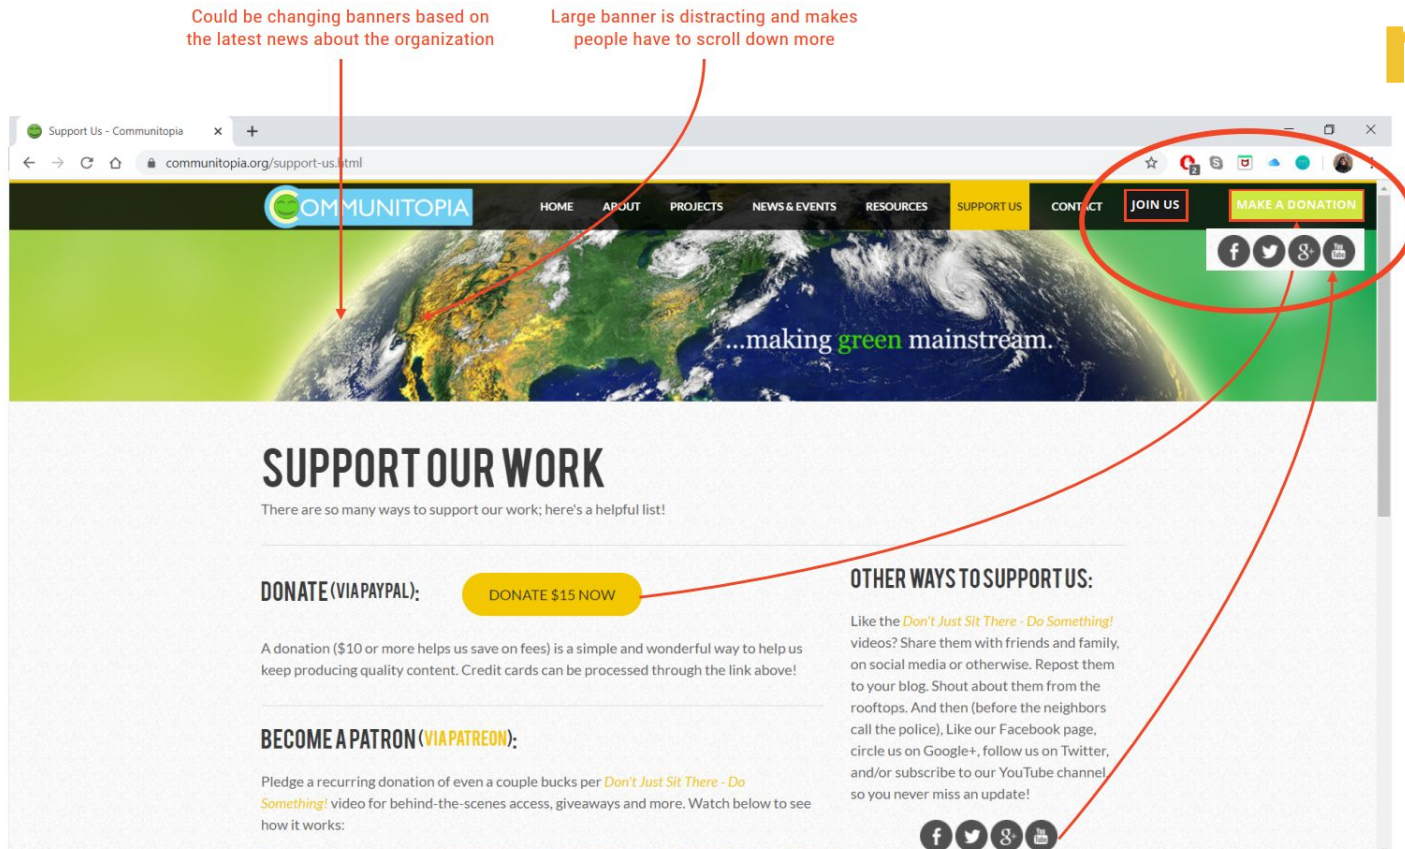 Could be changing banners based on
the latest news about the organization
Large banner is distracting and makes
people have to scroll down more
Support Us - Communitopia
communitopia.org/support-us.html
2
COMMUNITOPIA
HOME
ABOUT
PROJECTS
NEWS & EVENTS
RESOURCES
SUPPORT US
CONTACT
JOIN US
MAKE A DONATION
f
8+
You
Tube
...making green mainstream.
SUPPORT OUR WORK
There are so many ways to support our work; here's a helpful list!
DONATE (VIA PAYPAL):
DONATE $15 NOW
A donation ($10 or more helps us save on fees) is a simple and wonderful way to help us
keep producing quality content. Credit cards can be processed through the link above!
BECOME A PATRON (VIA PATREON):
Pledge a recurring donation of even a couple bucks per Don't Just Sit There - Do
Something! video for behind-the-scenes access, giveaways and more. Watch below to see
how it works:
OTHER WAYS TO SUPPORT US:
Like the Don't Just Sit There - Do Something!
videos? Share them with friends and family,
on social media or otherwise. Repost them
to your blog. Shout about them from the
rooftops. And then (before the neighbors
call the police), Like our Facebook page,
circle us on Google+, follow us on Twitter,
and/or subscribe to our YouTube channel,
so you never miss an update!
f
8+
You
Tube